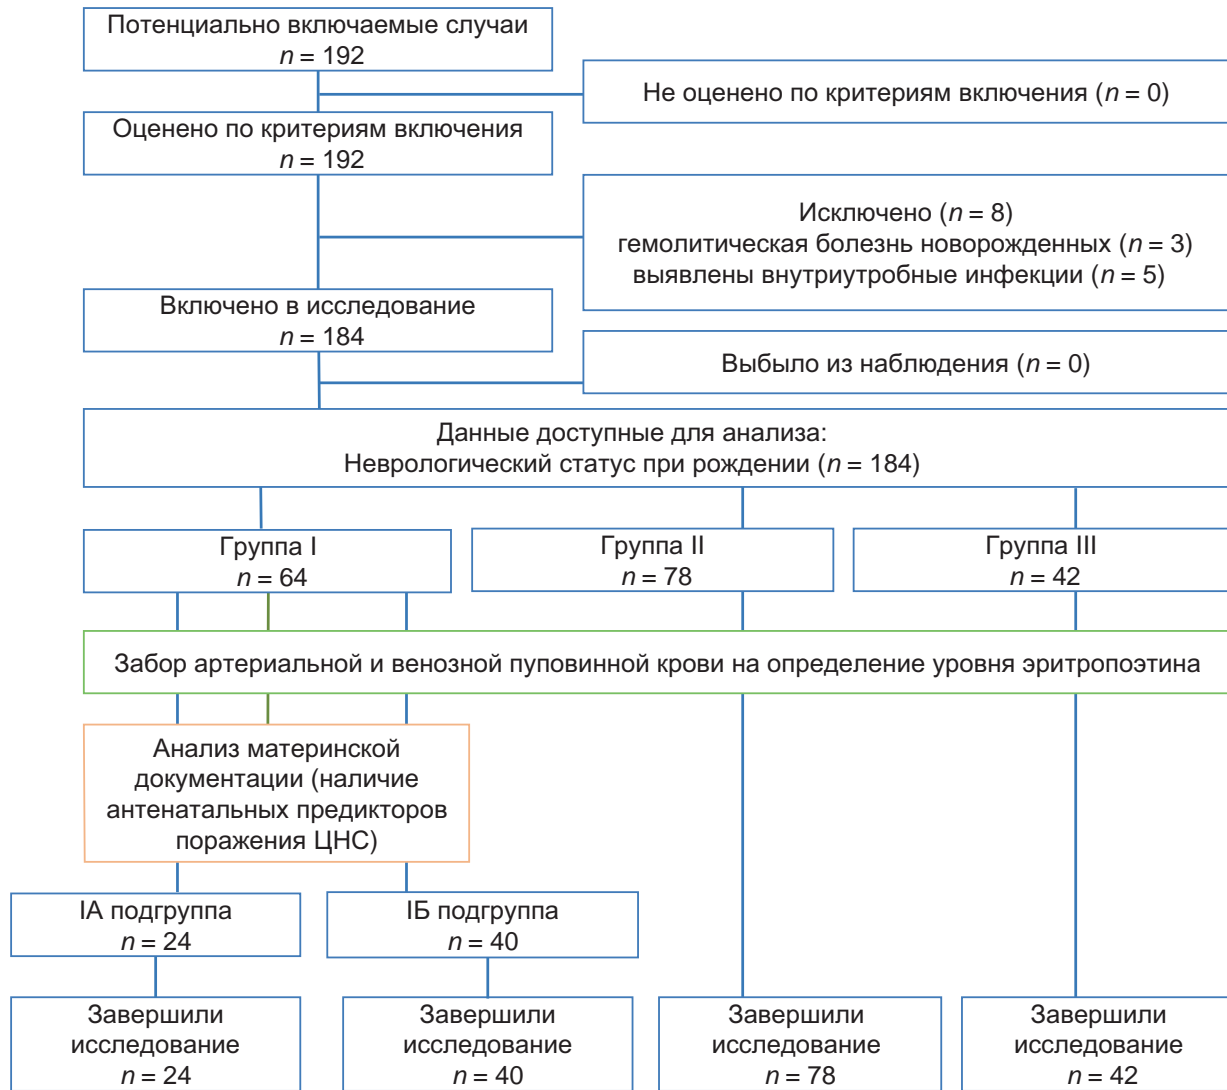 Потенциально включаемые случаи
n = 192
Не оценено по критериям включения (n = 0)
Оценено по критериям включения
n = 192
Исключено (n = 8)
гемолитическая болезнь новорожденных (n = 3)
выявлены внутриутробные инфекции (n = 5)
Включено в исследование
n = 184
Выбыло из наблюдения (n = 0)
Данные доступные для анализа:
Неврологический статус при рождении (n = 184)
Группа I
n = 64
Группа II
n = 78
Группа III
n = 42
Забор артериальной и венозной пуповинной крови на определение уровня эритропоэтина
Анализ материнской
документации (наличие
антенатальных предикторов
поражения ЦНС)
IА подгруппа
n = 24
IБ подгруппа
n = 40
Завершили
исследование
n = 24
Завершили
исследование
n = 40
Завершили
исследование
n = 78
Завершили
исследование
n = 42